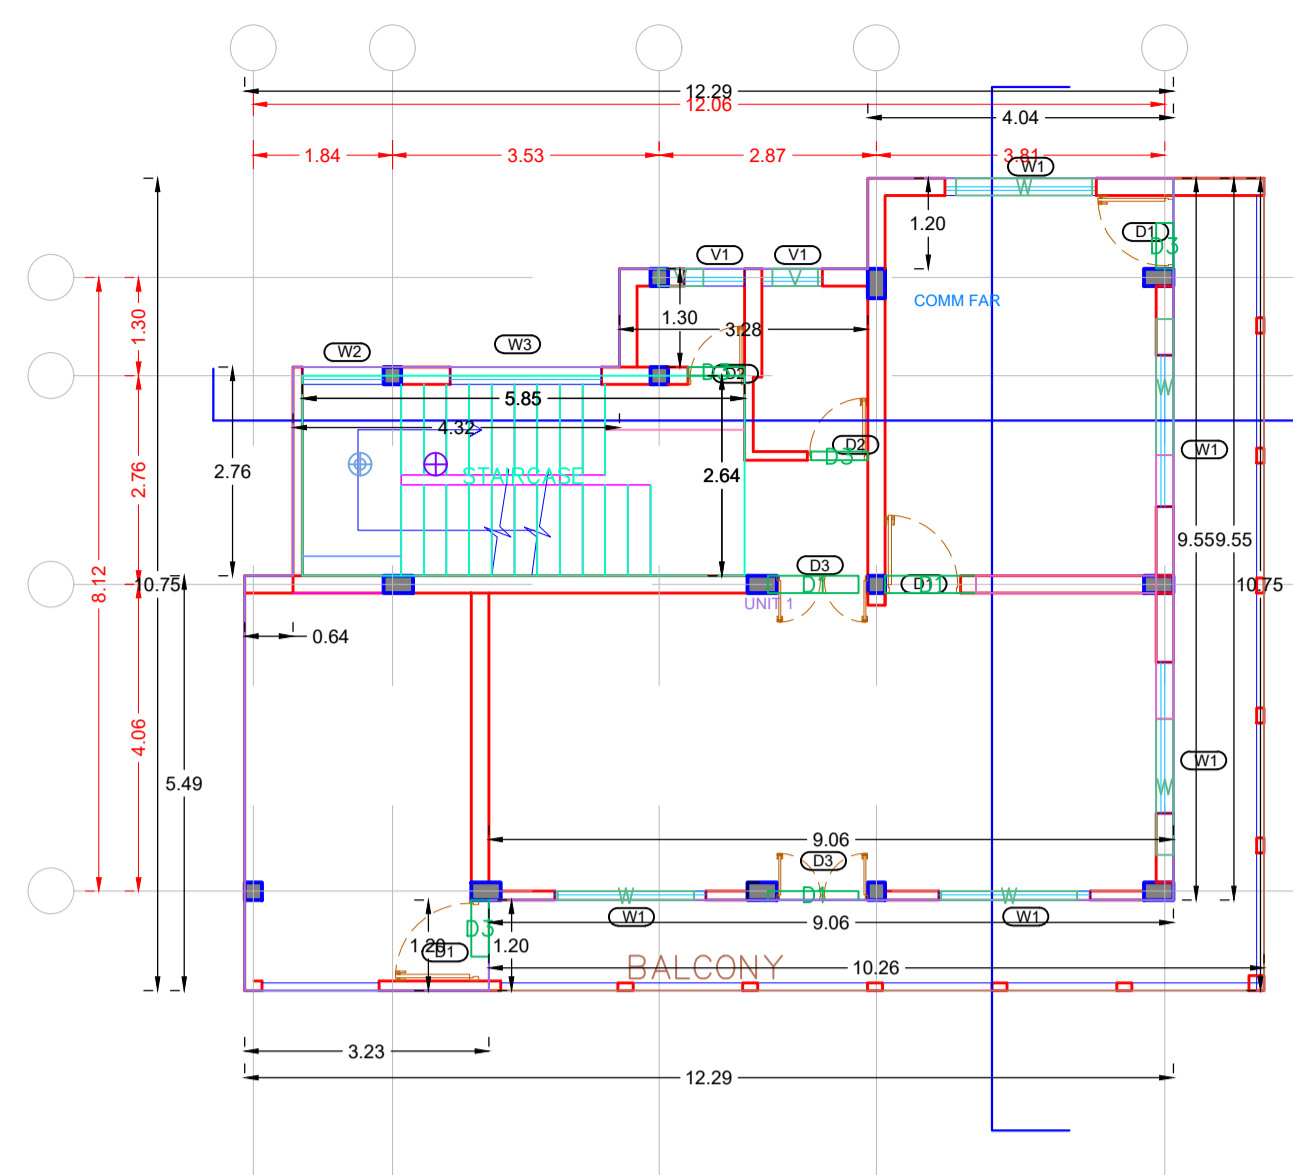 12.29
12.06
4.04
1.84
3.53
2.87
3.81
W1
W
1.20
D1
D3
V1
V1
V
V
COMM FAR
1.30
1.30
3.28
W2
W3
D3
D2
5.85
W
4.32
D2
D3
W1
2.76
2.76
STAIRCASE
2.64
9.55
9.55
D3
8.12
10.75
D1
D1
D1
10.75
UNIT 1
0.64
4.06
W1
5.49
W
9.06
D3
W
D1
W
W1
W1
9.06
D3
1.20
D1
1.20
BALCONY
10.26
3.23
12.29